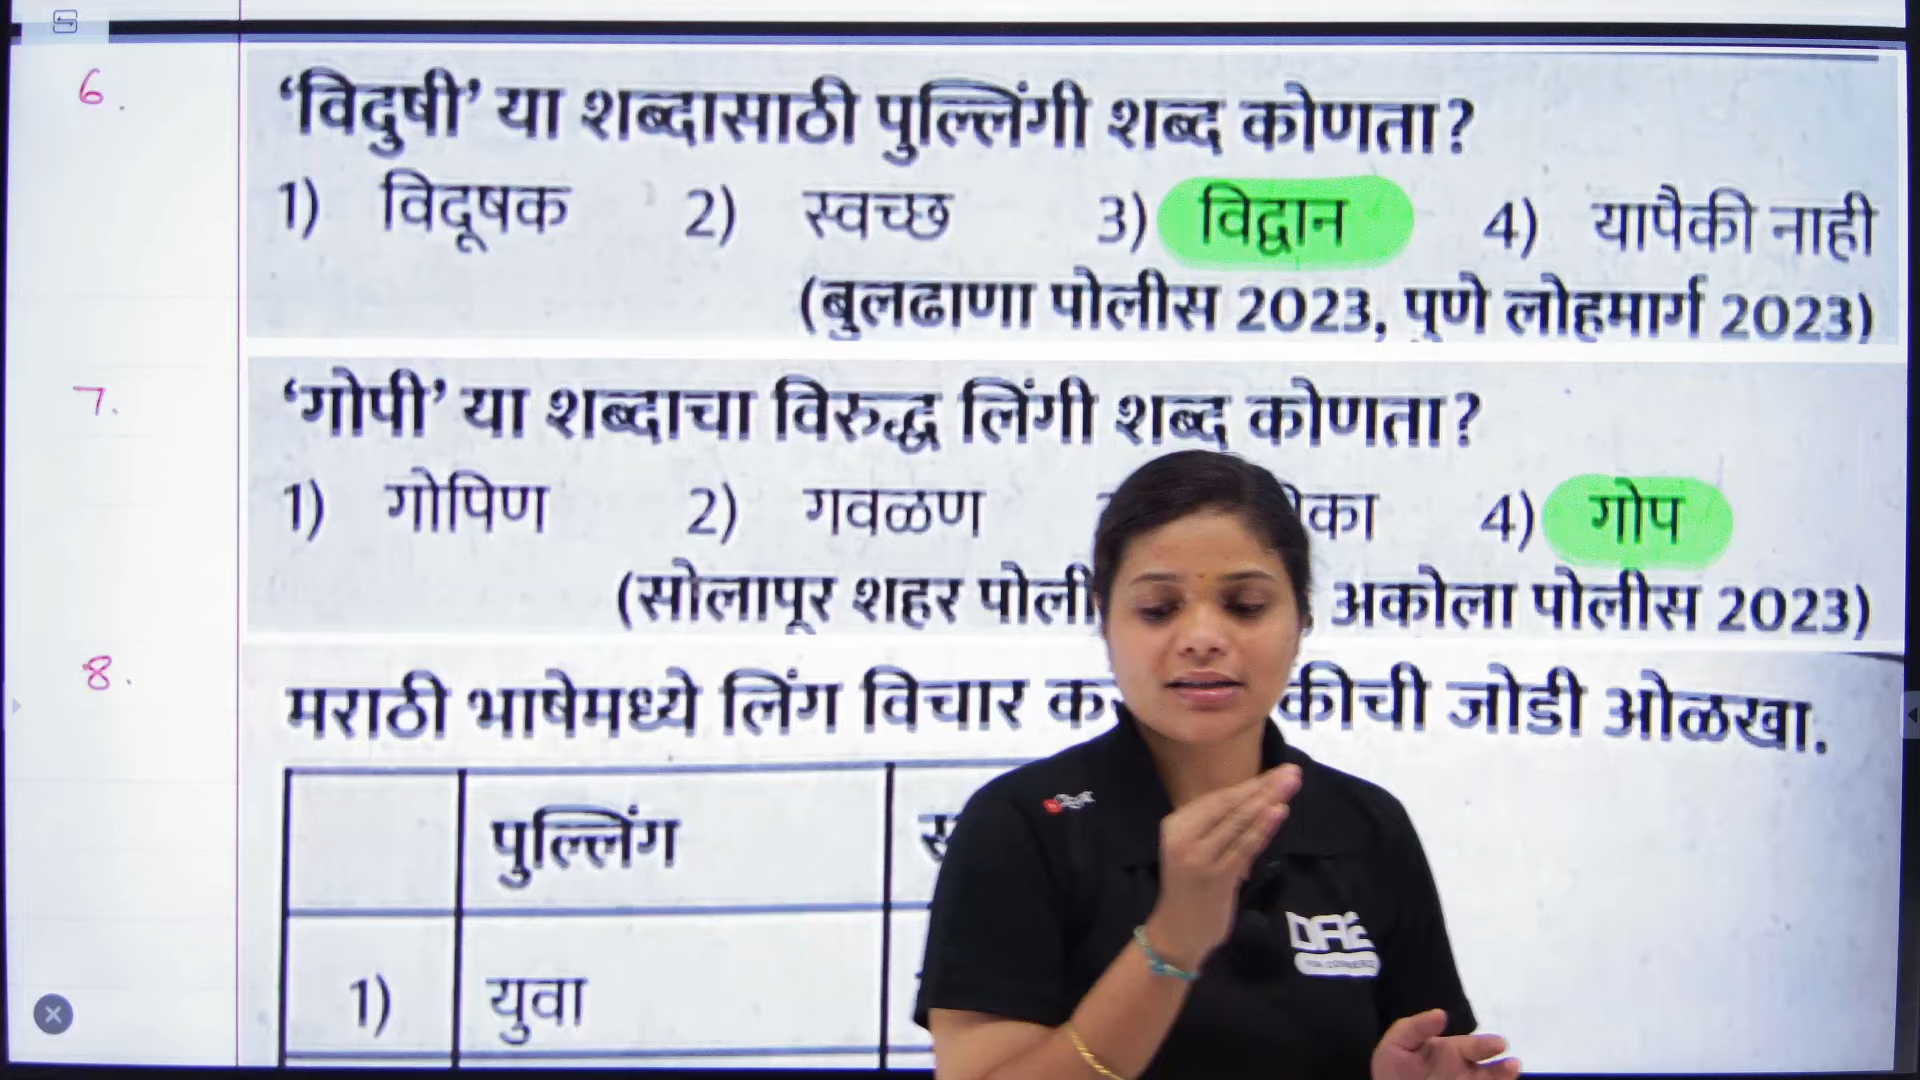 6.
‘विदुषी’ या शब्दासाठी पुल्लिंगी शब्द कोणता?
1) विदूषक 2) स्वच्छ 3) विद्वान 4) यापैकी नाही
(बुलढाणा पोलीस 2023, पुणे लोहमार्ग 2023)
7.
‘गोपी’ या शब्दाचा विरुद्ध लिंगी शब्द कोणता?
1) गोपिण 2) गवळण 4) गोप
(सोलापूर शहर अकोला पोलीस 2023)
8.
मराठी भाषेमध्ये लिंग विचार जोडी ओळखा.
पुल्लिंग
1) युवा